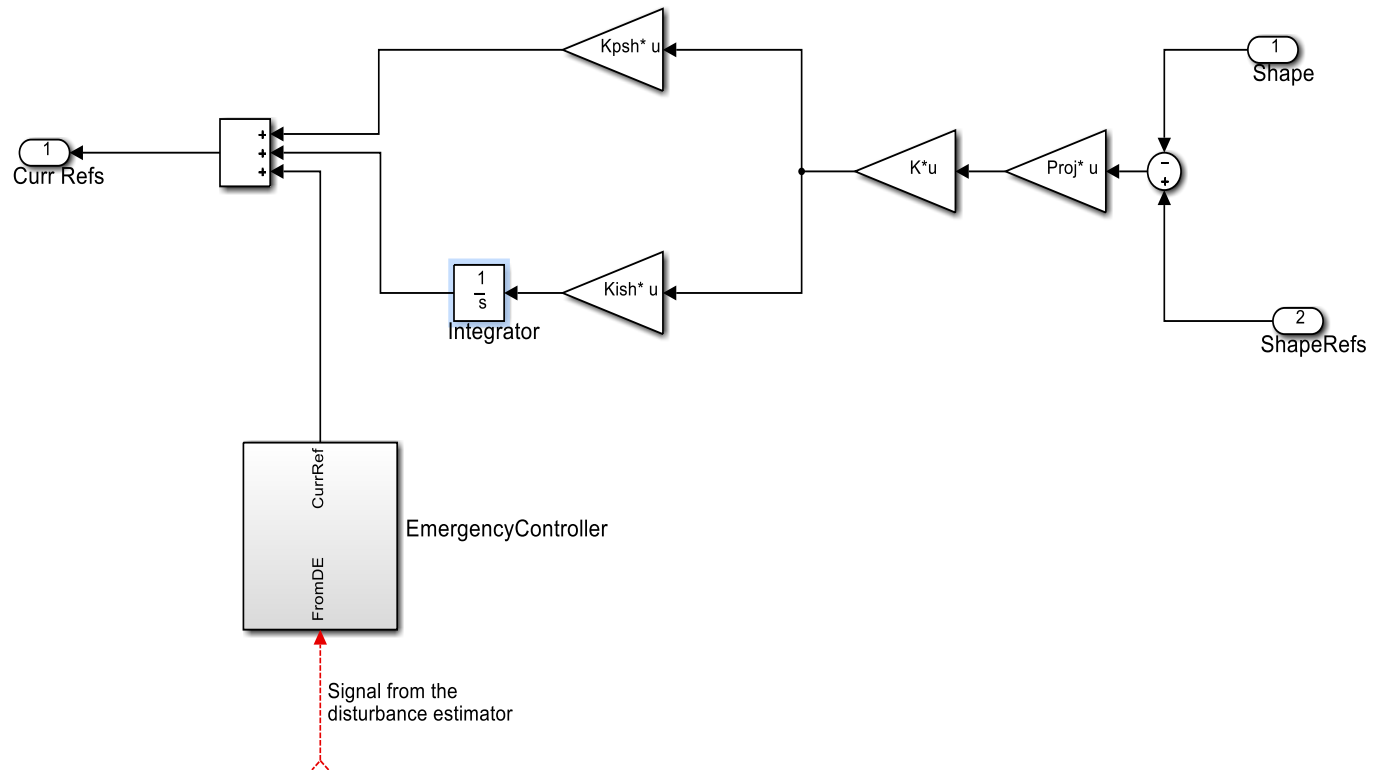 Kpsh* u
1
Shape
+
+
+
1
Curr Refs
K*u
Proj* u
-
+
1
s
Integrator
Kish* u
2
ShapeRefs
CurrRef
EmergencyController
FromDE
Signal from the
disturbance estimator